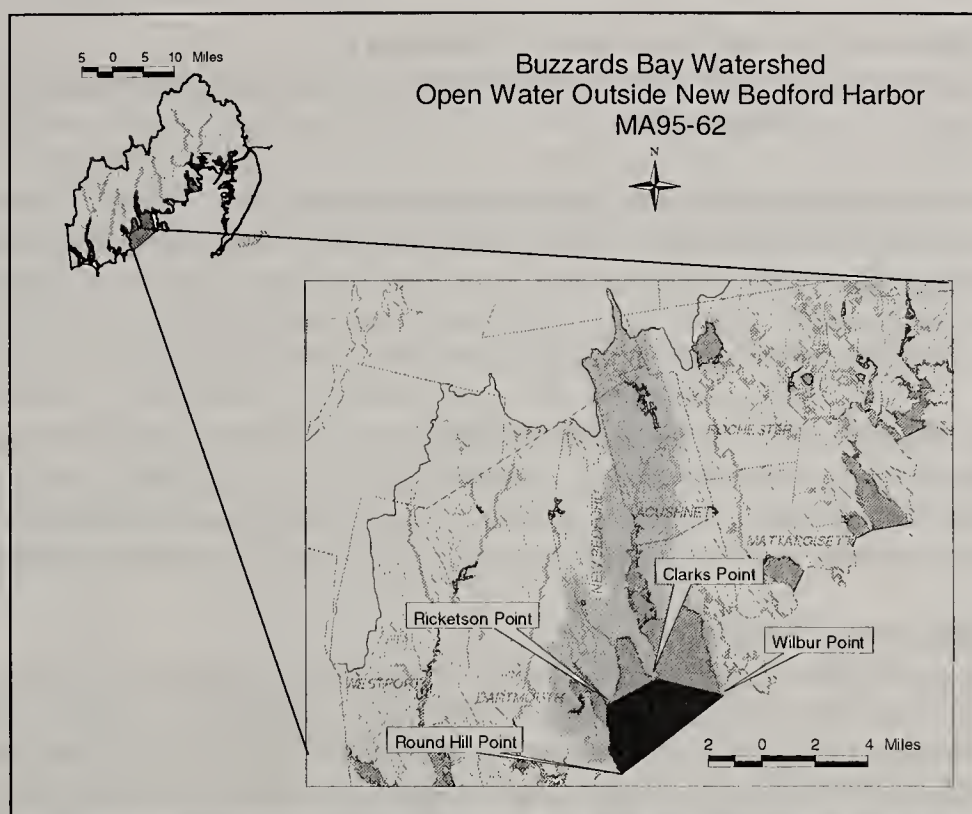 5 0 5 10 Miles
Buzzards Bay Watershed
Open Water Outside New Bedford Harbor
MA95-62
N
ROCHESTER
NEW BEDFORD
ACUSHNET
MATTAPOISETT
Clarks Point
Ricketson Point
Wilbur Point
WESTPORT
DARTMOUTH
Round Hill Point
2 0 2 4 Miles